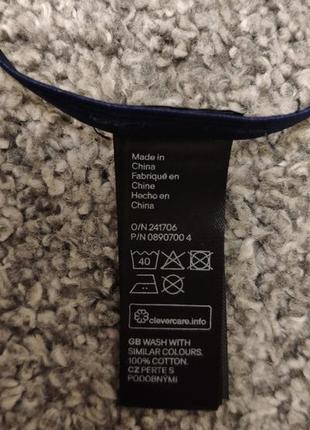 Made in
China
Fabriqué en
Chine
Hecho en
China
O/N 241706
P/N 0890700 4
40
clevercare.info
GB WASH WITH
SIMILAR COLOURS.
100% COTTON.
CZ PERTE S
PODOBNÝMI